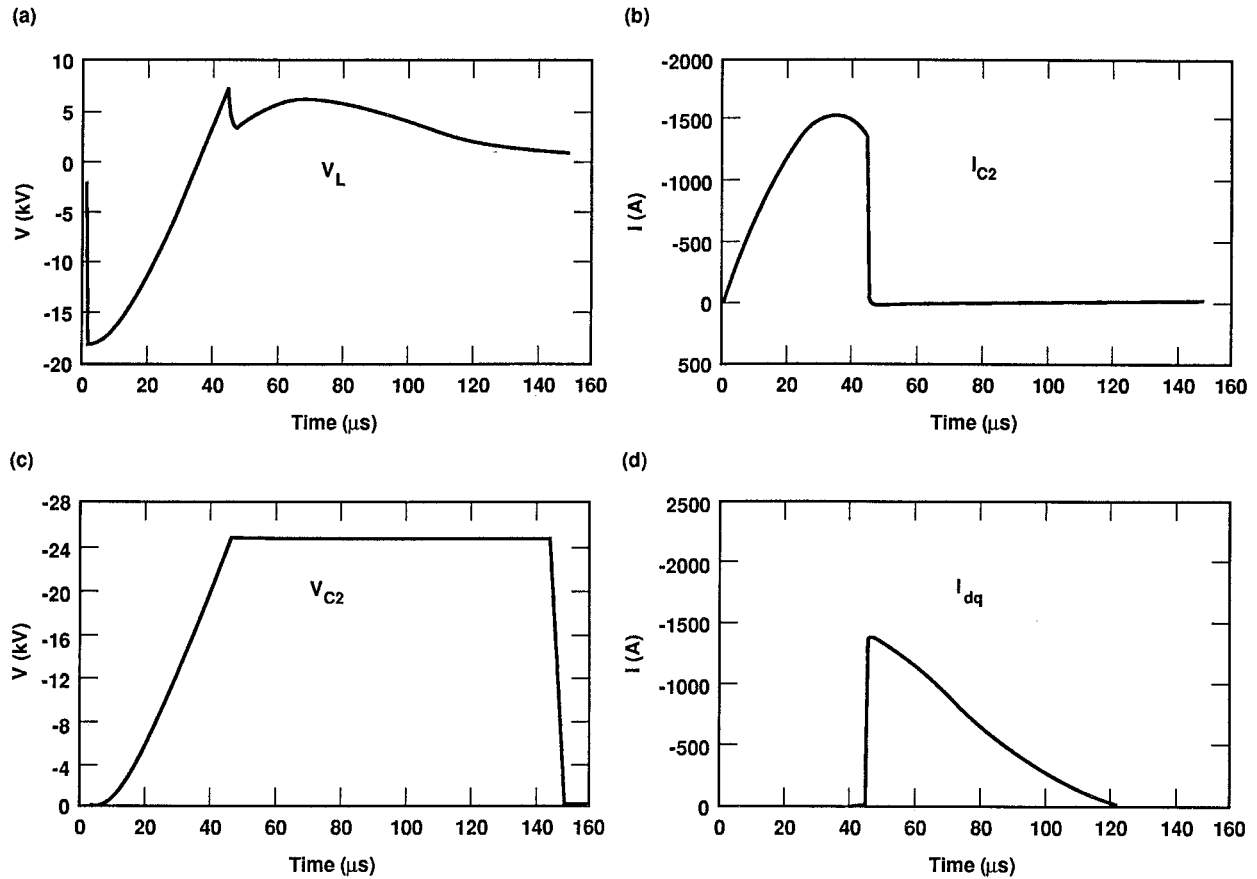 (a)
10
5
0
-5
-10
-15
-20
V (kV)
V_L
0 20 40 60 80 100 120 140 160
Time (μs)
(b)
-2000
-1500
-1000
-500
0
500
I (A)
I_C2
0 20 40 60 80 100 120 140 160
Time (μs)
(c)
-28
-24
-20
-16
-12
-8
-4
0
V (kV)
V_C2
0 20 40 60 80 100 120 140 160
Time (μs)
(d)
2500
-2000
-1500
-1000
-500
0
I (A)
I_dq
0 20 40 60 80 100 120 140 160
Time (μs)